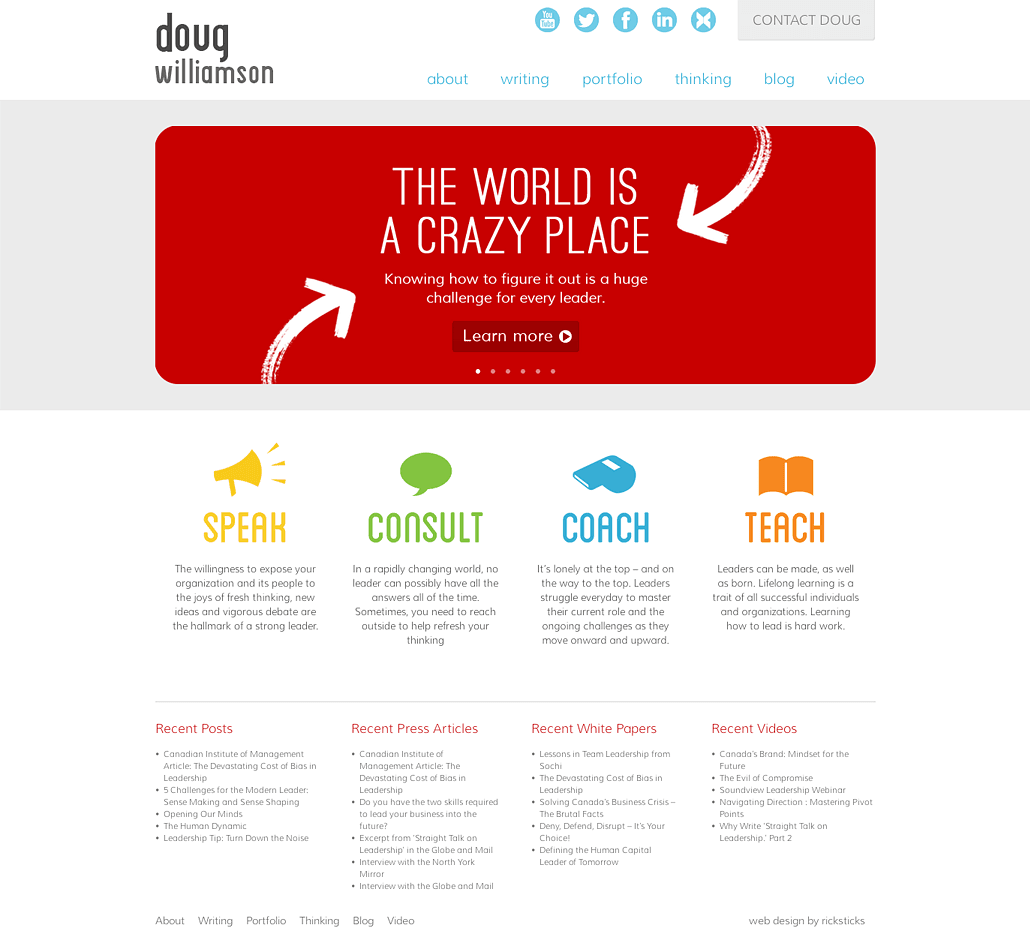 doug
williamson
You
Tube
CONTACT DOUG
about writing portfolio thinking blog video
THE WORLD IS
A CRAZY PLACE
Knowing how to figure it out is a huge
challenge for every leader.
Learn more
SPEAK
The willingness to expose your
organization and its people to
the joys of fresh thinking, new
ideas and vigorous debate are
the hallmark of a strong leader.
CONSULT
In a rapidly changing world, no
leader can possibly have all the
answers all of the time.
Sometimes, you need to reach
outside to help refresh your
thinking
COACH
It's lonely at the top – and on
the way to the top. Leaders
struggle everyday to master
their current role and the
ongoing challenges as they
move onward and upward.
TEACH
Leaders can be made, as well
as born. Lifelong learning is a
trait of all successful individuals
and organizations. Learning
how to lead is hard work.
Recent Posts
• Canadian Institute of Management
Article: The Devastating Cost of Bias in
Leadership
• 5 Challenges for the Modern Leader:
Sense Making and Sense Shaping
• Opening Our Minds
• The Human Dynamic
• Leadership Tip: Turn Down the Noise
Recent Press Articles
• Canadian Institute of
Management Article: The
Devastating Cost of Bias in
Leadership
• Do you have the two skills required
to lead your business into the
future?
• Excerpt from 'Straight Talk on
Leadership' in the Globe and Mail
• Interview with the North York
Mirror
• Interview with the Globe and Mail
Recent White Papers
• Lessons in Team Leadership from
Sochi
• The Devastating Cost of Bias in
Leadership
• Solving Canada's Business Crisis –
The Brutal Facts
• Deny, Defend, Disrupt – It's Your
Choice!
• Defining the Human Capital
Leader of Tomorrow
Recent Videos
• Canada's Brand: Mindset for the
Future
• The Evil of Compromise
• Soundview Leadership Webinar
• Navigating Direction : Mastering Pivot
Points
• Why Write 'Straight Talk on
Leadership.' Part 2
About Writing Portfolio Thinking Blog Video
web design by ricksticks